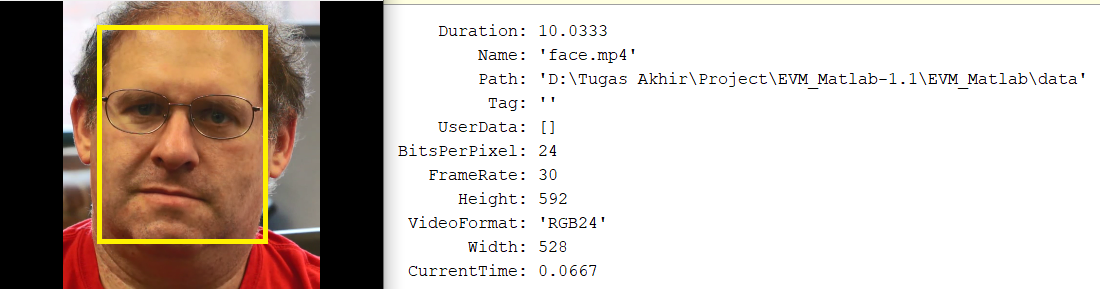 Duration: 10.0333
Name: 'face.mp4'
Path: 'D:\Tugas Akhir\Project\EVM_Matlab-1.1\EVM_Matlab\data'
Tag: ''
UserData: []
BitsPerPixel: 24
FrameRate: 30
Height: 592
VideoFormat: 'RGB24'
Width: 528
CurrentTime: 0.0667